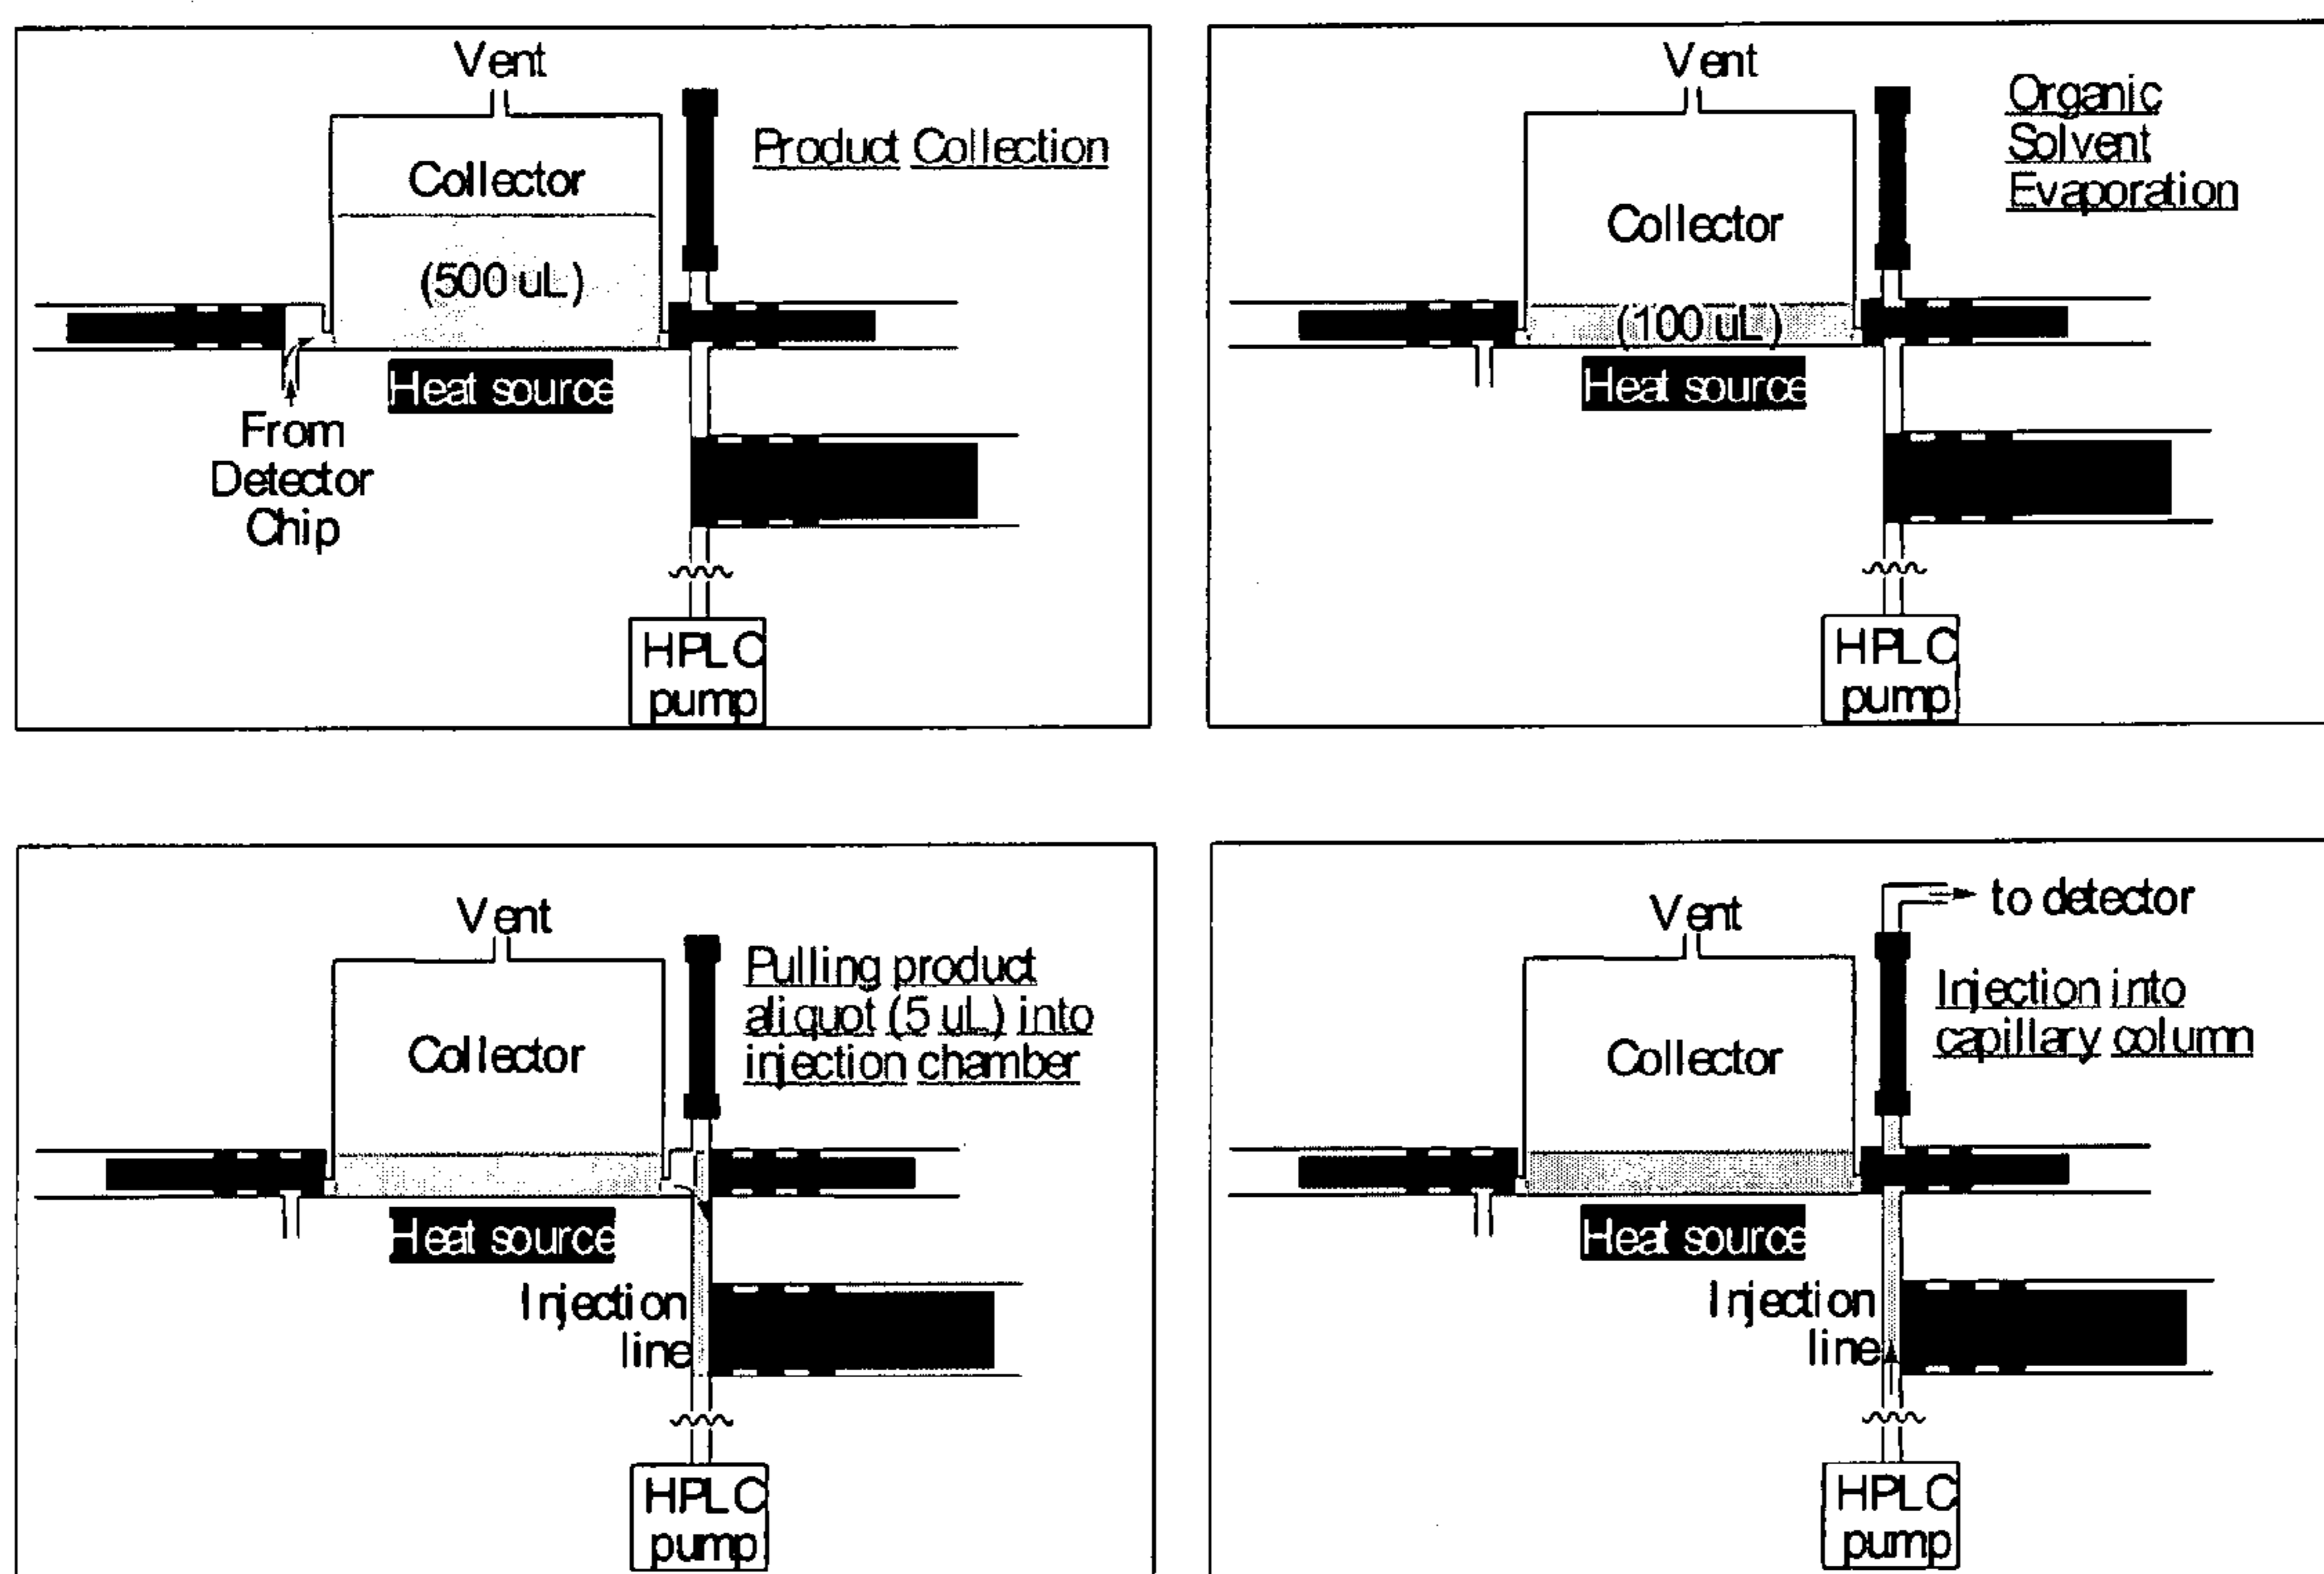 Vent
Collector
(500 uL)
Product Collection
Heat source
From
Detector
Chip
HPLC
pump
Vent
Collector
(100 uL)
Organic
Solvent
Evaporation
Heat source
HPLC
pump
Vent
Collector
Pulling product
aliquot (5 uL) into
injection chamber
Heat source
Injection
line
HPLC
pump
to detector
Vent
Collector
Injection into
capillary column
Heat source
Injection
line
HPLC
pump